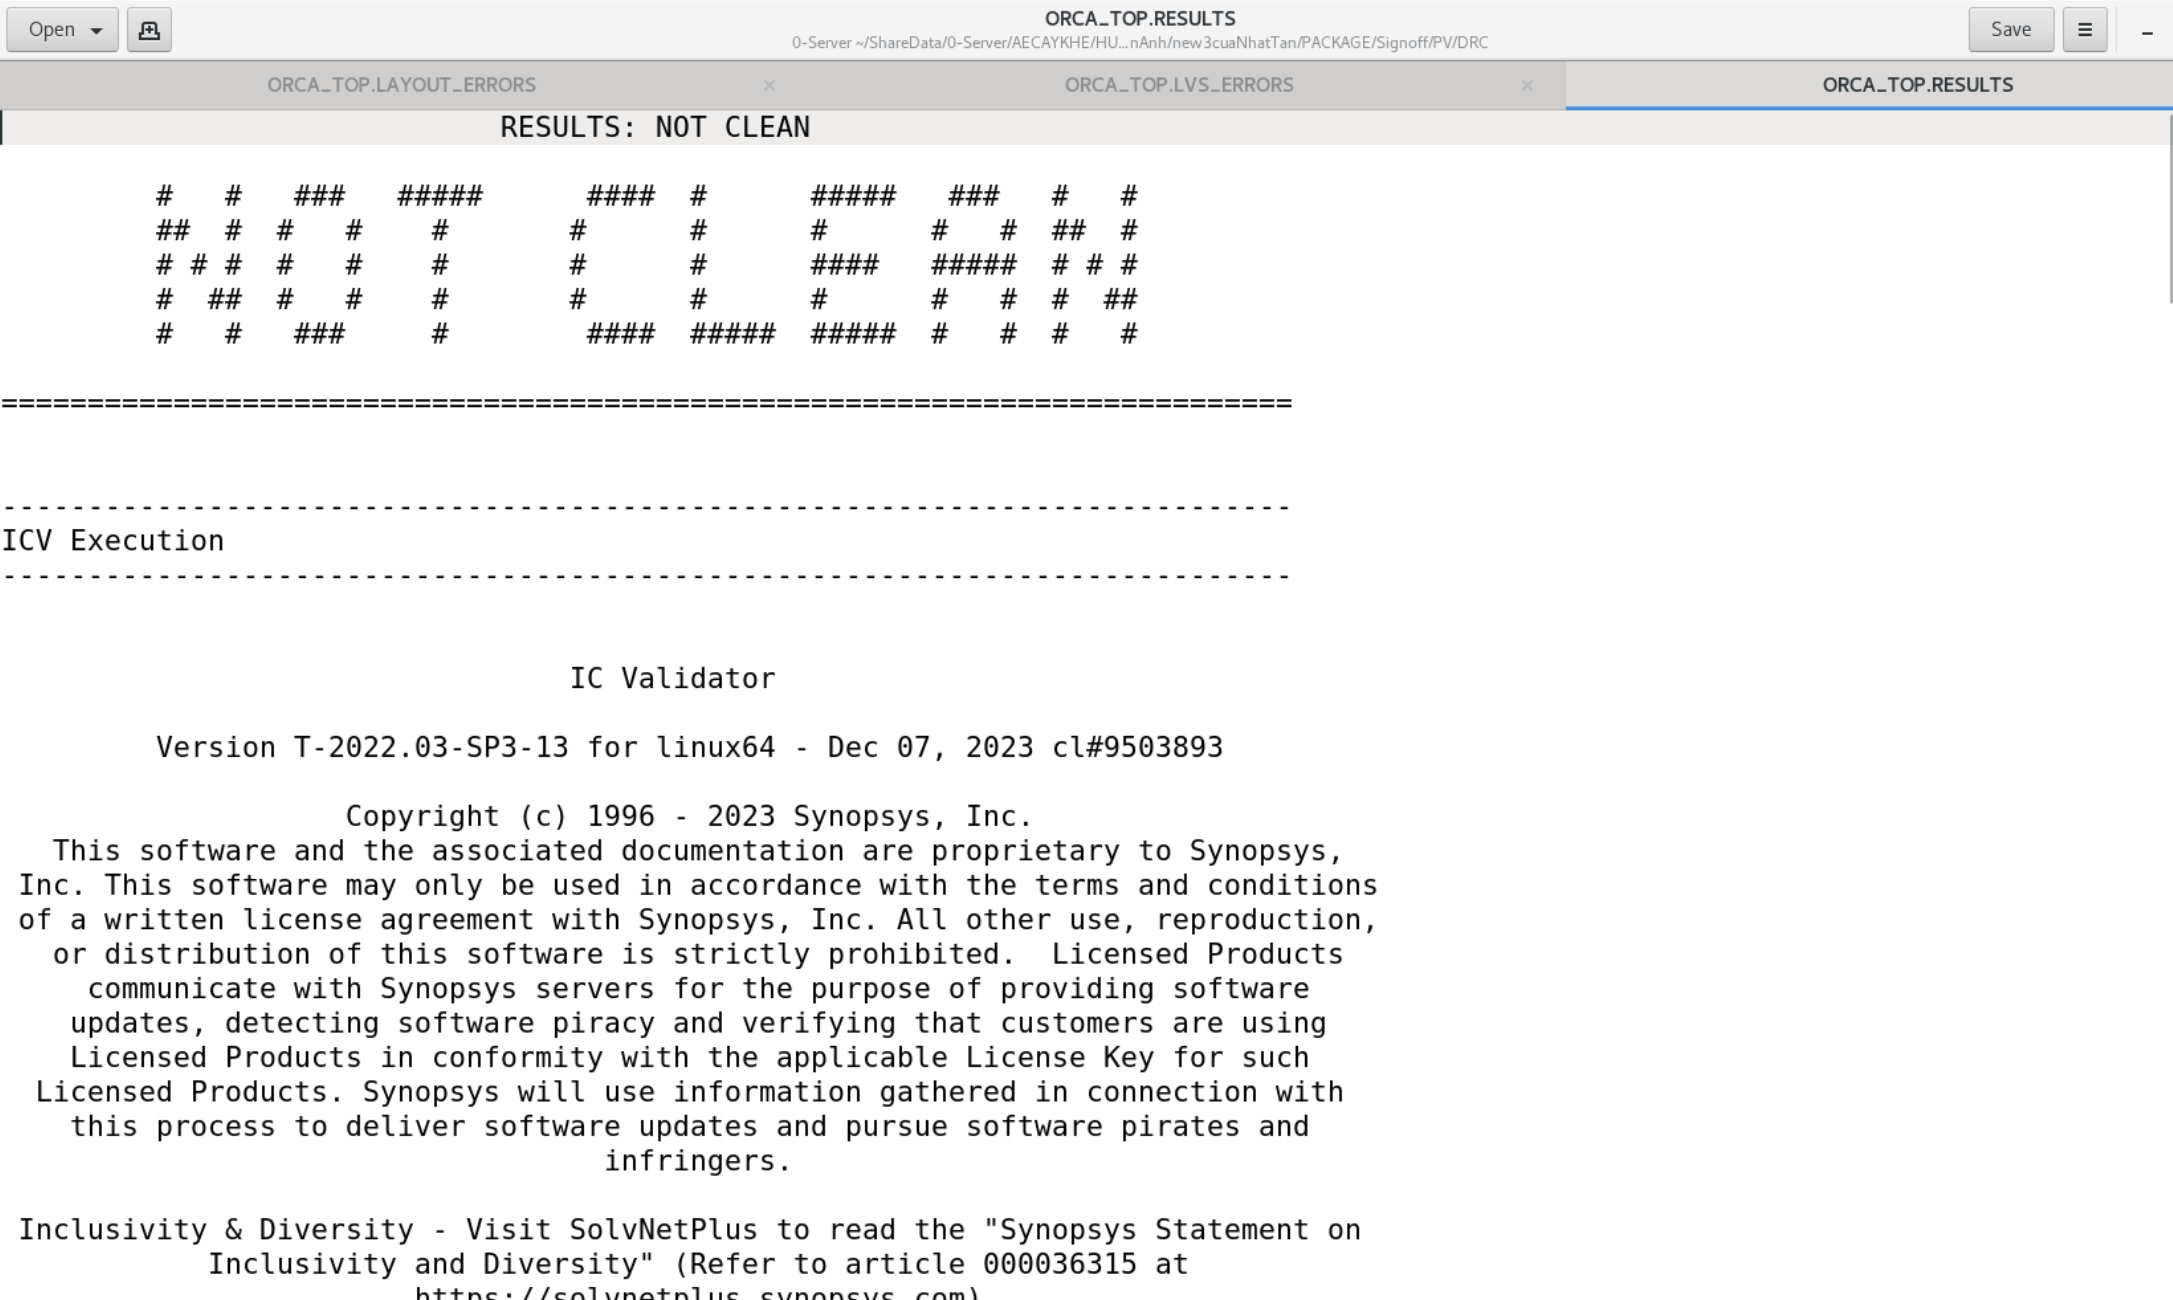 Open
ORCA_TOP.RESULTS
0-Server ~/ShareData/0-Server/AECAYKHE/HU...nAnh/new3cuaNhatTan/PACKAGE/Signoff/PV/DRC
Save
ORCA_TOP.LAYOUT_ERRORS
ORCA_TOP.LVS_ERRORS
ORCA_TOP.RESULTS
RESULTS: NOT CLEAN
#   #   ###   #####      ####  #      #####   ###   #   #
##  #  #   #    #       #      #      #      #   #  ##  #
# # #  #   #    #       #      #      ####   #####  # # #
#  ##  #   #    #       #      #      #      #   #  #  ##
#   #   ###     #        ####  #####  #####  #   #  #   #
===========================================================================
---------------------------------------------------------------------------
ICV Execution
---------------------------------------------------------------------------
IC Validator
Version T-2022.03-SP3-13 for linux64 - Dec 07, 2023 cl#9503893
Copyright (c) 1996 - 2023 Synopsys, Inc.
This software and the associated documentation are proprietary to Synopsys,
Inc. This software may only be used in accordance with the terms and conditions
of a written license agreement with Synopsys, Inc. All other use, reproduction,
or distribution of this software is strictly prohibited.  Licensed Products
communicate with Synopsys servers for the purpose of providing software
updates, detecting software piracy and verifying that customers are using
Licensed Products in conformity with the applicable License Key for such
Licensed Products. Synopsys will use information gathered in connection with
this process to deliver software updates and pursue software pirates and
infringers.
Inclusivity & Diversity - Visit SolvNetPlus to read the "Synopsys Statement on
Inclusivity and Diversity" (Refer to article 000036315 at
https://solvnetplus.synopsys.com)